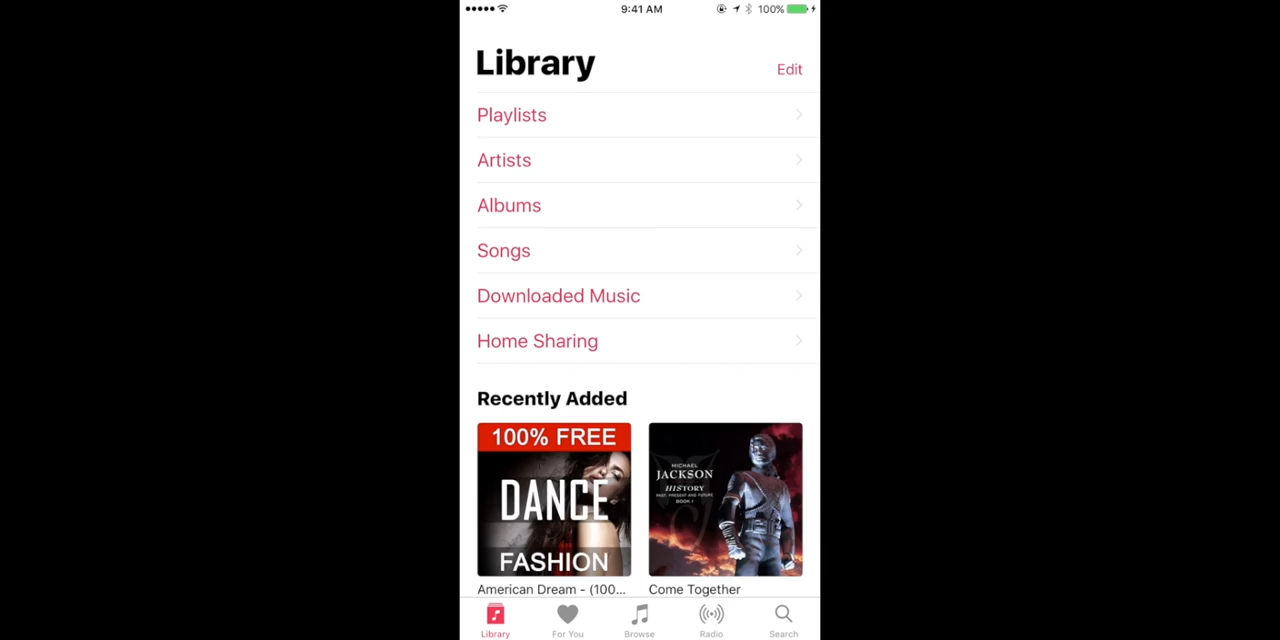 9:41 AM
100%
Library
Edit
Playlists
Artists
Albums
Songs
Downloaded Music
Home Sharing
Recently Added
100% FREE
DANCE
FASHION
MICHAEL
JACKSON
HISTORY
PAST, PRESENT AND FUTURE
BOOK I
American Dream - (100...
Come Together
Library
For You
Browse
Radio
Search